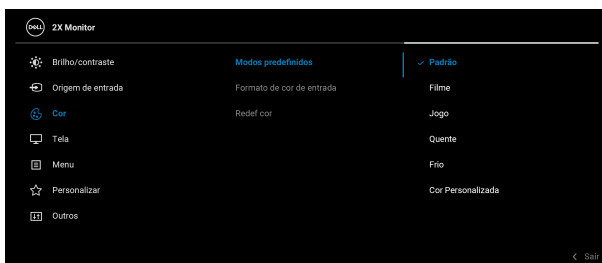 DELL 2X Monitor
Brilho/contraste
Modos predefinidos
Padrão
Origem de entrada
Formato de cor de entrada
Filme
Cor
Redef cor
Jogo
Tela
Quente
Menu
Frio
Personalizar
Cor Personalizada
Outros
Sair